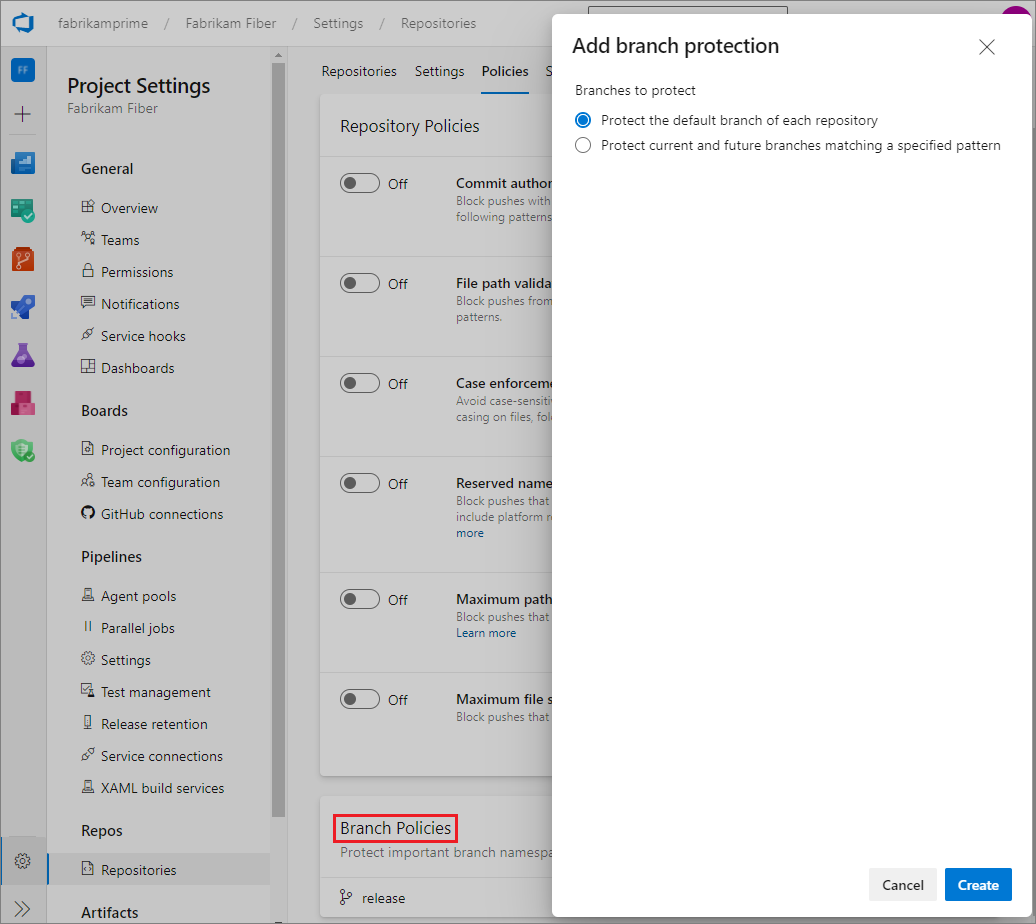 fabrikamprime / Fabrikam Fiber / Settings / Repositories
FF
Project Settings
Fabrikam Fiber
General
Overview
Teams
Permissions
Notifications
Service hooks
Dashboards
Boards
Project configuration
Team configuration
GitHub connections
Pipelines
Agent pools
Parallel jobs
Settings
Test management
Release retention
Service connections
XAML build services
Repos
Repositories
Artifacts
Repositories Settings Policies S
Repository Policies
Off
Commit author
Block pushes with
following patterns
Off
File path valida
Block pushes from
patterns.
Off
Case enforceme
Avoid case-sensitiv
casing on files, fol
Off
Reserved name
Block pushes that
include platform r
more
Off
Maximum path
Block pushes that
Learn more
Off
Maximum file s
Block pushes that
Branch Policies
Protect important branch namespa
release
Add branch protection
Branches to protect
Protect the default branch of each repository
Protect current and future branches matching a specified pattern
Cancel
Create